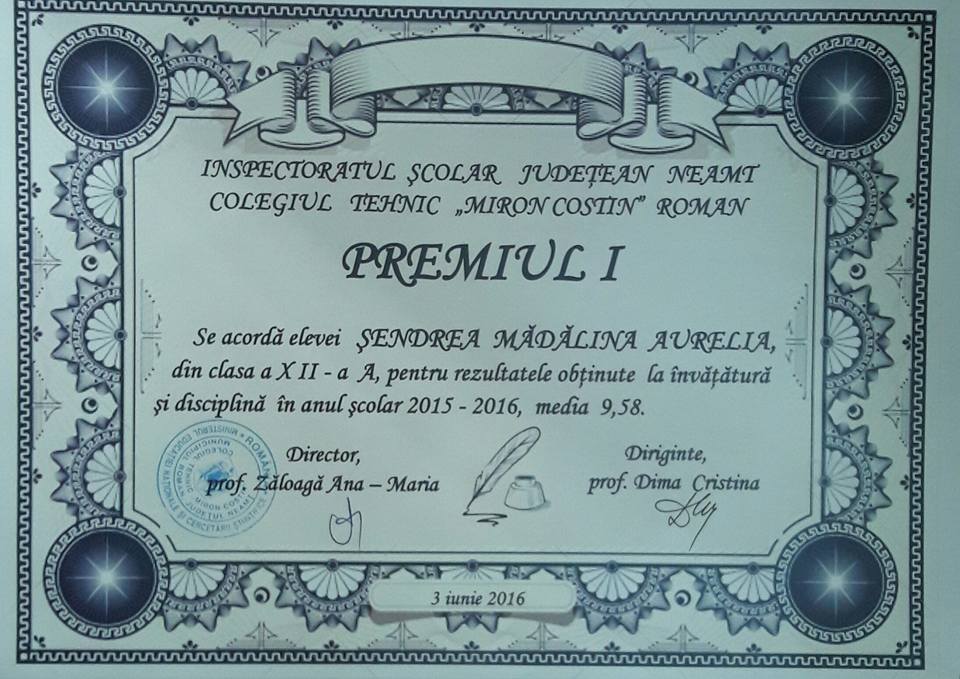 INSPECTORATUL ŞCOLAR JUDEŢEAN NEAMT
COLEGIUL TEHNIC „MIRON COSTIN” ROMAN
PREMIUL I
Se acordă elevei ŞENDREA MĂDĂLINA AURELIA,
din clasa a XII - a A, pentru rezultatele obţinute la învăţătură
şi disciplină în anul şcolar 2015 - 2016, media 9,58.
Director,
prof. Zăloagă Ana – Maria
Diriginte,
prof. Dima Cristina
3 iunie 2016